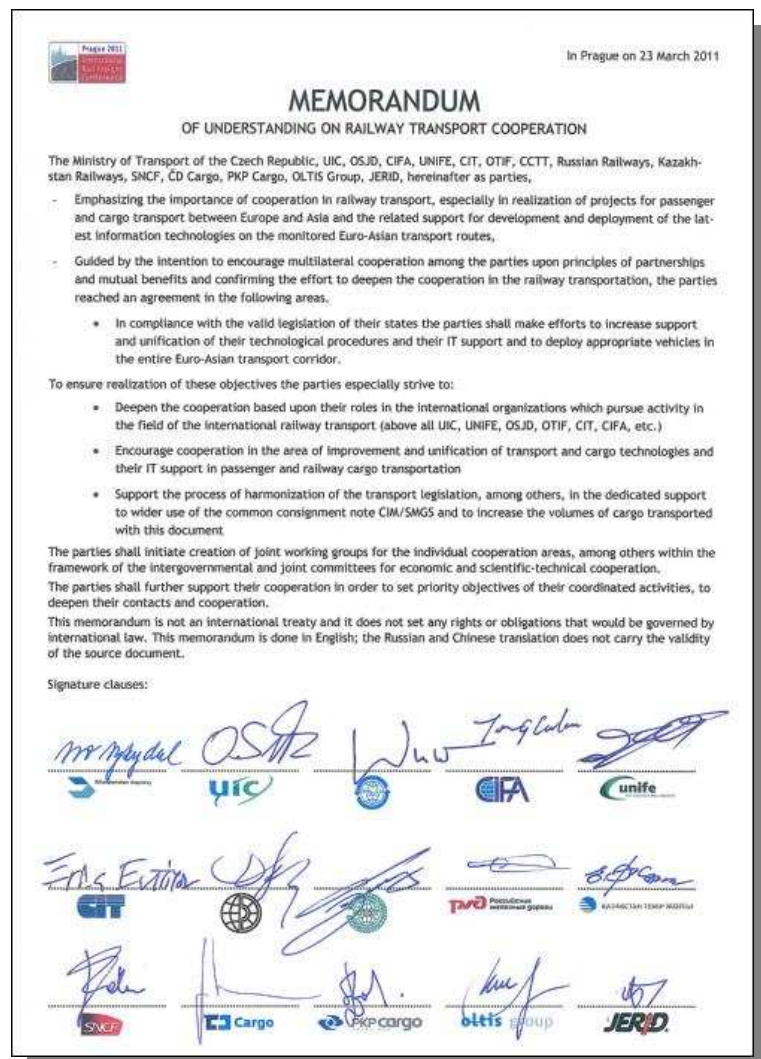 Prague 2011
International
Rail Freight
Conference
In Prague on 23 March 2011
MEMORANDUM
OF UNDERSTANDING ON RAILWAY TRANSPORT COOPERATION
The Ministry of Transport of the Czech Republic, UIC, OSJD, CIFA, UNIFE, CIT, OTIF, CCTT, Russian Railways, Kazakh-
stan Railways, SNCF, ČD Cargo, PKP Cargo, OLTIS Group, JERID, hereinafter as parties,
- Emphasizing the importance of cooperation in railway transport, especially in realization of projects for passenger
and cargo transport between Europe and Asia and the related support for development and deployment of the lat-
est information technologies on the monitored Euro-Asian transport routes,
- Guided by the intention to encourage multilateral cooperation among the parties upon principles of partnerships
and mutual benefits and confirming the effort to deepen the cooperation in the railway transportation, the parties
reached an agreement in the following areas.
• In compliance with the valid legislation of their states the parties shall make efforts to increase support
and unification of their technological procedures and their IT support and to deploy appropriate vehicles in
the entire Euro-Asian transport corridor.
To ensure realization of these objectives the parties especially strive to:
• Deepen the cooperation based upon their roles in the international organizations which pursue activity in
the field of the international railway transport (above all UIC, UNIFE, OSJD, OTIF, CIT, CIFA, etc.)
• Encourage cooperation in the area of improvement and unification of transport and cargo technologies and
their IT support in passenger and railway cargo transportation
• Support the process of harmonization of the transport legislation, among others, in the dedicated support
to wider use of the common consignment note CIM/SMGS and to increase the volumes of cargo transported
with this document
The parties shall initiate creation of joint working groups for the individual cooperation areas, among others within the
framework of the intergovernmental and joint committees for economic and scientific-technical cooperation.
The parties shall further support their cooperation in order to set priority objectives of their coordinated activities, to
deepen their contacts and cooperation.
This memorandum is not an international treaty and it does not set any rights or obligations that would be governed by
international law. This memorandum is done in English; the Russian and Chinese translation does not carry the validity
of the source document.
Signature clauses:
uic CIFA unife
CIT Российские железные дороги ҚАЗАҚСТАН ТЕМІР ЖОЛЫ
SNCF Cargo PKP cargo oltis group JERID